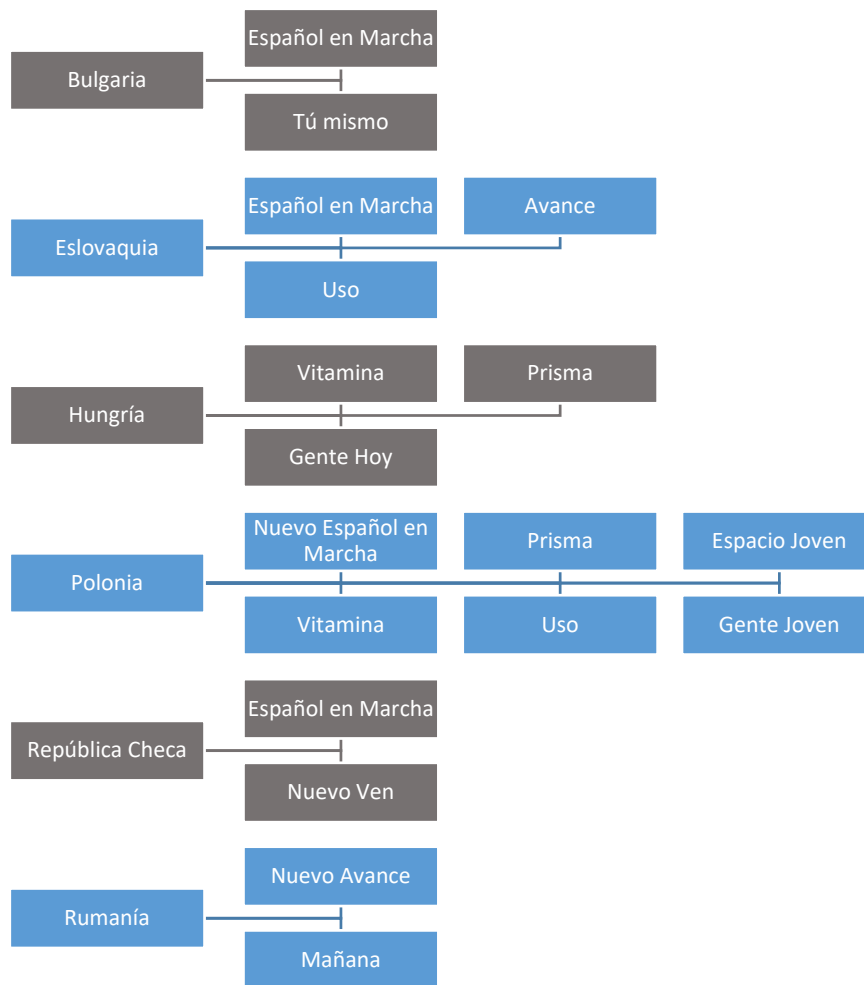 Español en Marcha
Bulgaria
Tú mismo
Español en Marcha
Avance
Eslovaquia
Uso
Vitamina
Prisma
Hungría
Gente Hoy
Nuevo Español en
Marcha
Prisma
Espacio Joven
Polonia
Vitamina
Uso
Gente Joven
Español en Marcha
República Checa
Nuevo Ven
Nuevo Avance
Rumanía
Mañana